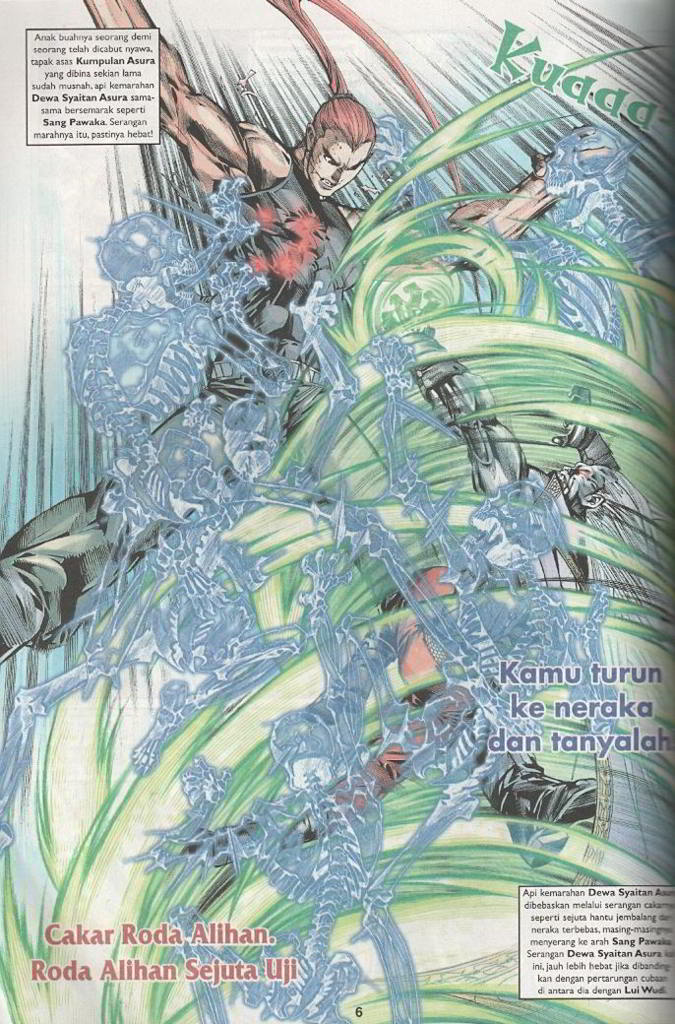 Anak buahnya seorang demi
seorang telah dicabut nyawa,
tapak asas Kumpulan Asura
yang dibina sekian lama
sudah musnah, api kemarahan
Dewa Syaitan Asura sama-
sama bersemarak seperti
Sang Pawaka. Serangan
marahnya itu, pastinya hebat!
Kuaaa
Kamu turun
ke neraka
dan tanyalah
Cakar Roda Alihan.
Roda Alihan Sejuta Uji
Api kemarahan Dewa Syaitan
dibebaskan melalui serangan
seperti sejuta hantu jembalang
neraka terbebas, masing-masing
menyerang ke arah Sang Pawaka
Serangan Dewa Syaitan Asura
ini, jauh lebih hebat jika
kan dengan pertarungan cubaan
di antara dia dengan Lui Wudi.
6